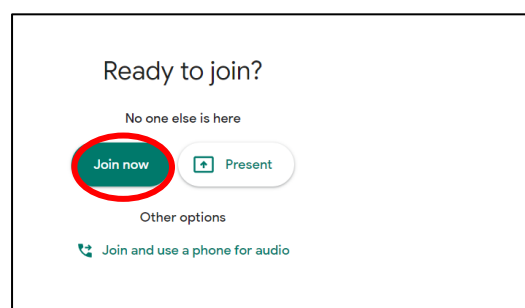 Ready to join?
No one else is here
Join now Present
Other options
Join and use a phone for audio